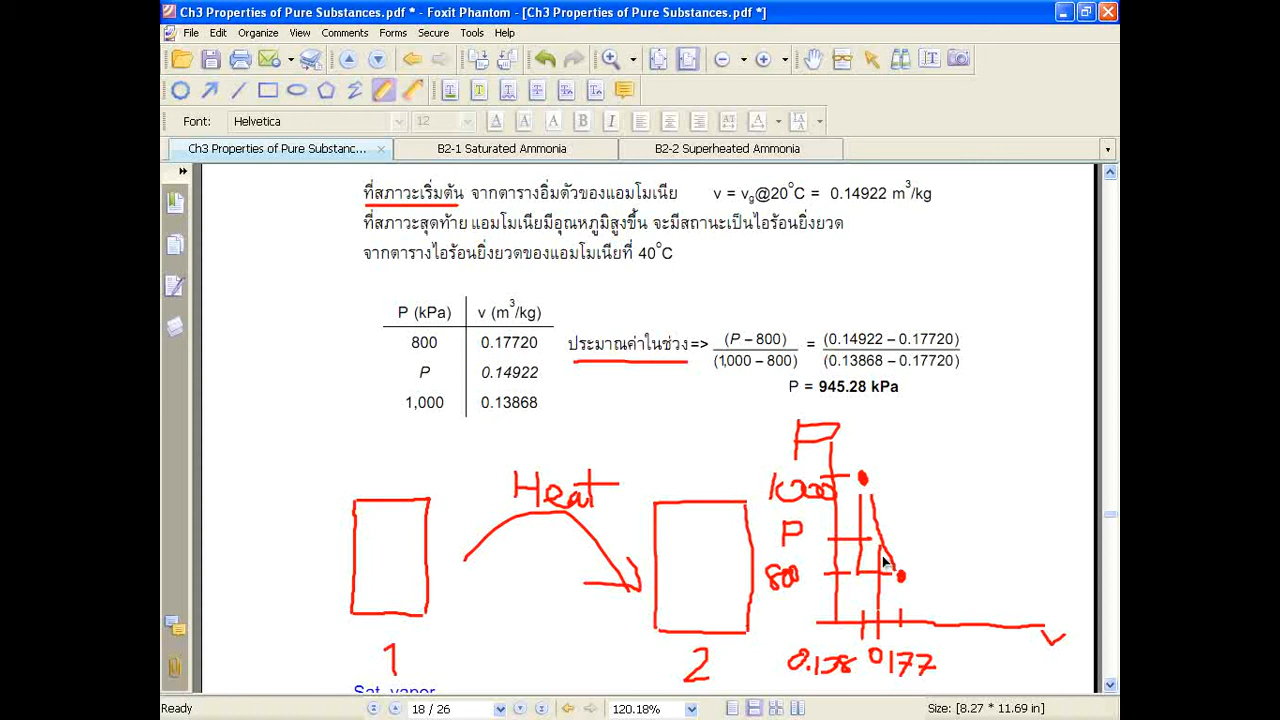 Ch3 Properties of Pure Substances.pdf * - Foxit Phantom - [Ch3 Properties of Pure Substances.pdf *]
File Edit Organize View Comments Forms Secure Tools Help
Font: Helvetica 12
Ch3 Properties of Pure Substanc... B2-1 Saturated Ammonia B2-2 Superheated Ammonia
ที่สภาวะเริ่มต้น จากตารางอิ่มตัวของแอมโมเนีย v = vg@20°C = 0.14922 m³/kg
ที่สภาวะสุดท้าย แอมโมเนียมีอุณหภูมิสูงขึ้น จะมีสถานะเป็นไอร้อนยิ่งยวด
จากตารางไอร้อนยิ่งยวดของแอมโมเนียที่ 40°C
P (kPa) v (m³/kg)
800 0.17720
P 0.14922
1,000 0.13868
ประมาณค่าในช่วง => (P – 800) / (1,000 – 800) = (0.14922 – 0.17720) / (0.13868 – 0.17720)
P = 945.28 kPa
P
Heat
1000
P
800
v
0.138 0.177
1
2
Sat. vapor
Ready 18 / 26 120.18% Size: [8.27 * 11.69 in]